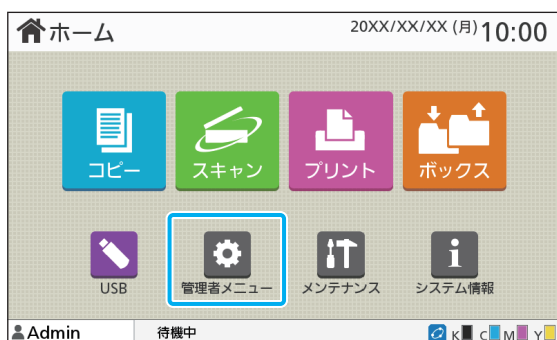 ホーム
20XX/XX/XX (月) 10:00
コピー
スキャン
プリント
ボックス
USB
管理者メニュー
メンテナンス
システム情報
Admin
待機中
K C M Y